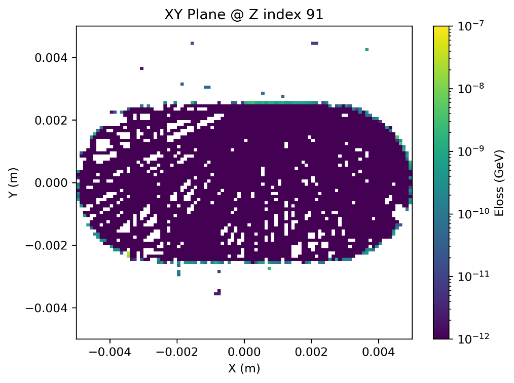 XY Plane @ Z index 91
0.004
0.002
0.000
−0.002
−0.004
Y (m)
−0.004 −0.002 0.000 0.002 0.004
X (m)
10⁻⁷
10⁻⁸
10⁻⁹
10⁻¹⁰
10⁻¹¹
10⁻¹²
Eloss (GeV)